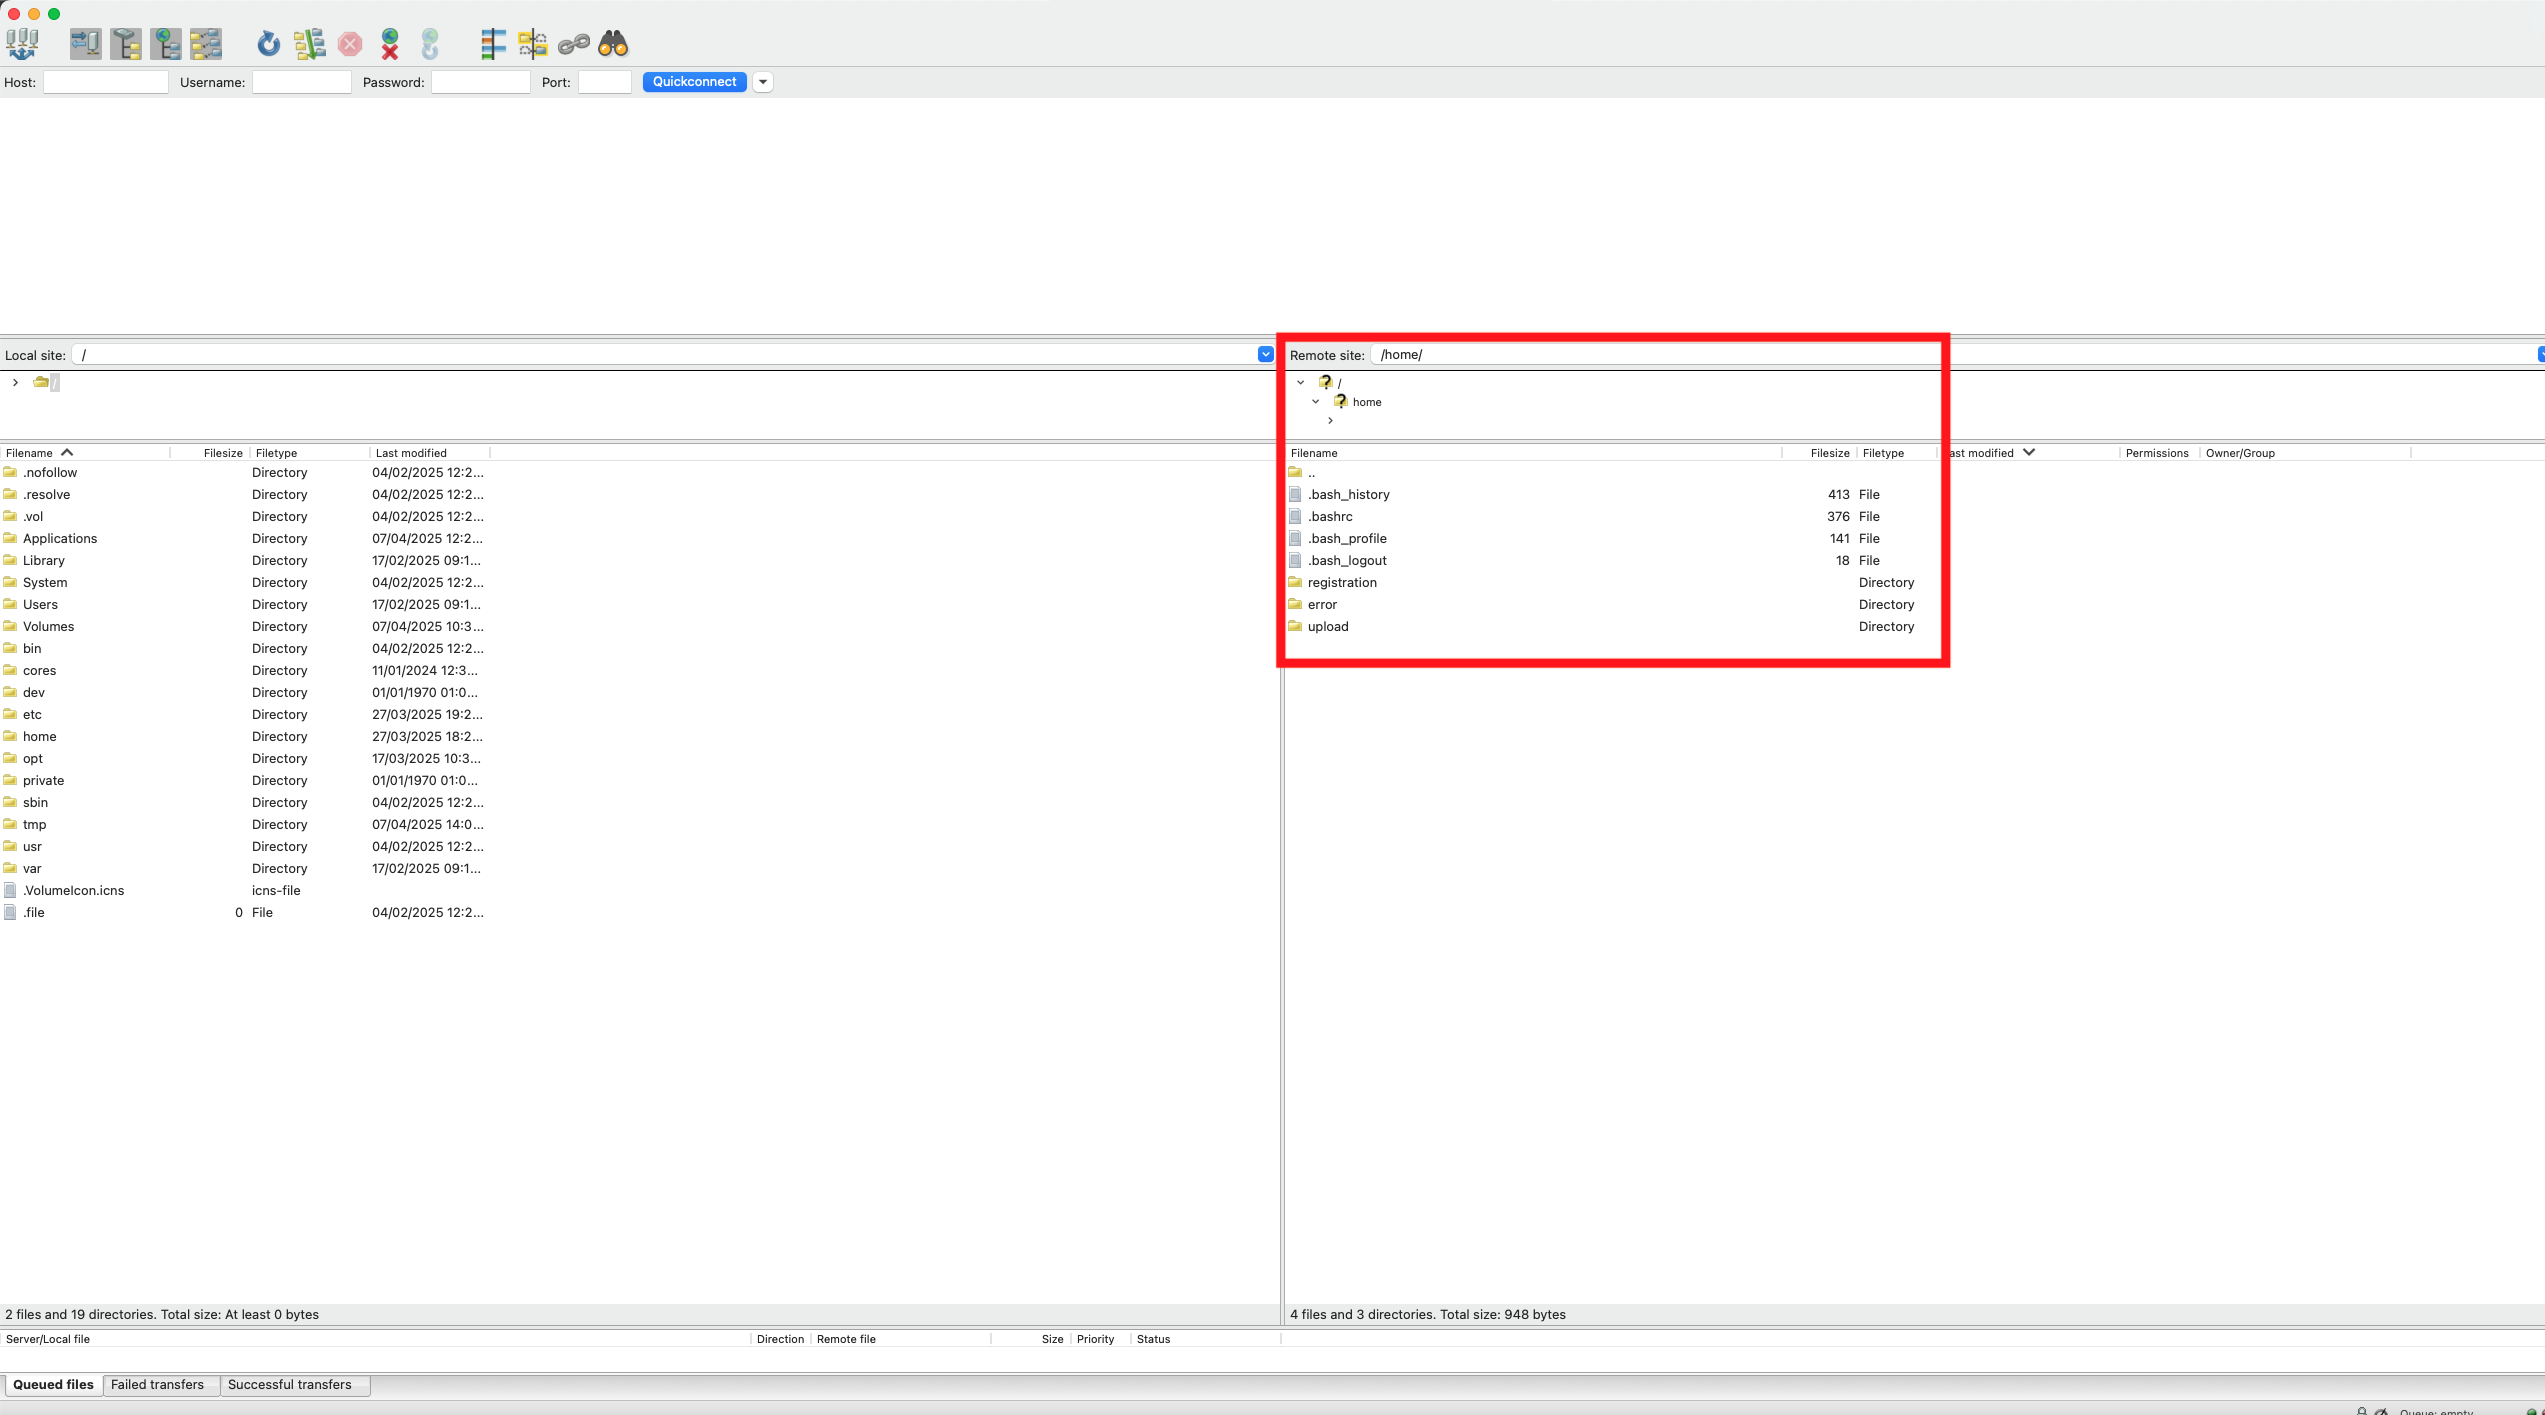 Host: Username: Password: Port: Quickconnect
Local site: /
/
Filename Filesize Filetype Last modified
.nofollow Directory 04/02/2025 12:2...
.resolve Directory 04/02/2025 12:2...
.vol Directory 04/02/2025 12:2...
Applications Directory 07/04/2025 12:2...
Library Directory 17/02/2025 09:1...
System Directory 04/02/2025 12:2...
Users Directory 17/02/2025 09:1...
Volumes Directory 07/04/2025 10:3...
bin Directory 04/02/2025 12:2...
cores Directory 11/01/2024 12:3...
dev Directory 01/01/1970 01:0...
etc Directory 27/03/2025 19:2...
home Directory 27/03/2025 18:2...
opt Directory 17/03/2025 10:3...
private Directory 01/01/1970 01:0...
sbin Directory 04/02/2025 12:2...
tmp Directory 07/04/2025 14:0...
usr Directory 04/02/2025 12:2...
var Directory 17/02/2025 09:1...
.VolumeIcon.icns icns-file
.file 0 File 04/02/2025 12:2...
2 files and 19 directories. Total size: At least 0 bytes
Remote site: /home/
? /
? home
Filename Filesize Filetype ast modified Permissions Owner/Group
..
.bash_history 413 File
.bashrc 376 File
.bash_profile 141 File
.bash_logout 18 File
registration Directory
error Directory
upload Directory
4 files and 3 directories. Total size: 948 bytes
Server/Local file Direction Remote file Size Priority Status
Queued files Failed transfers Successful transfers
Queue: empty